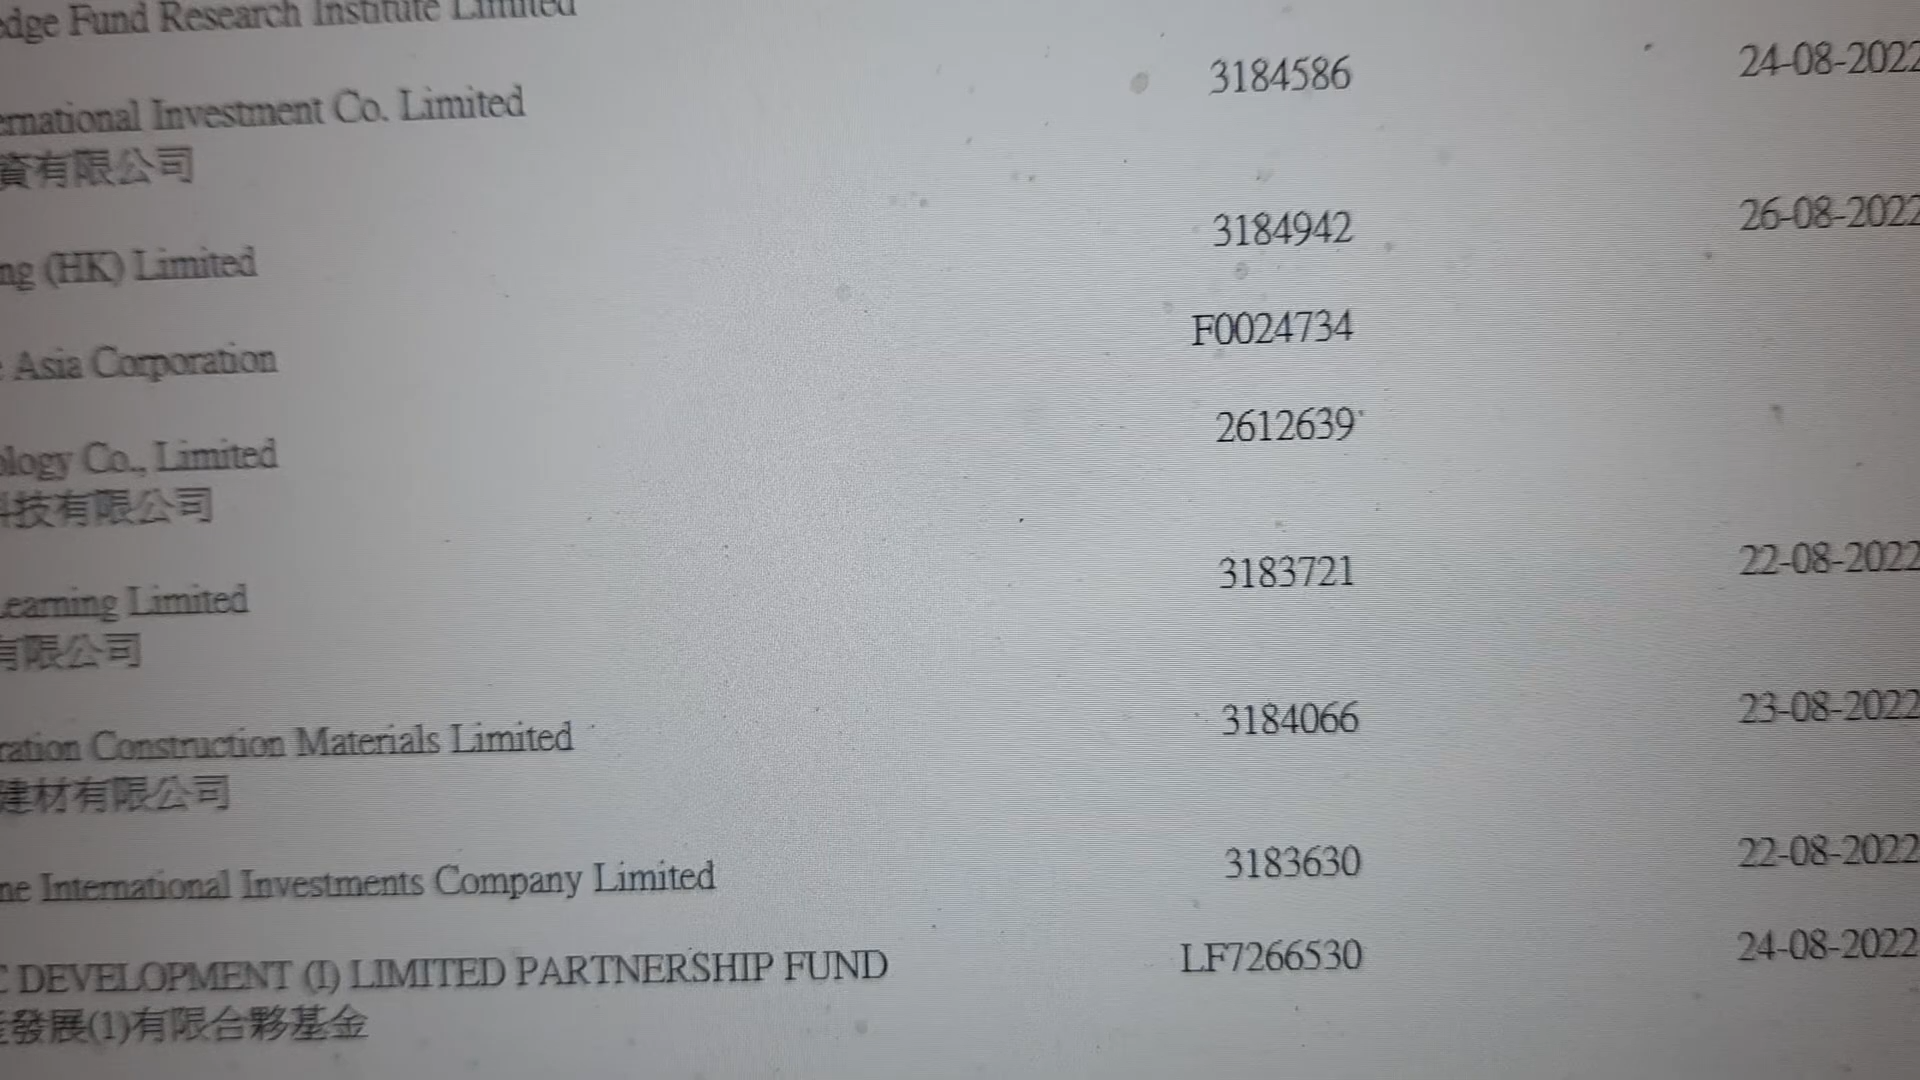 edge Fund Research Institute Limited
ernational Investment Co. Limited 3184586 24-08-2022
資有限公司
ng (HK) Limited 3184942 26-08-2022
Asia Corporation F0024734
ology Co., Limited 2612639
科技有限公司
Learning Limited 3183721 22-08-2022
有限公司
ration Construction Materials Limited 3184066 23-08-2022
建材有限公司
ne International Investments Company Limited 3183630 22-08-2022
C DEVELOPMENT (I) LIMITED PARTNERSHIP FUND LF7266530 24-08-2022
發展(1)有限合夥基金